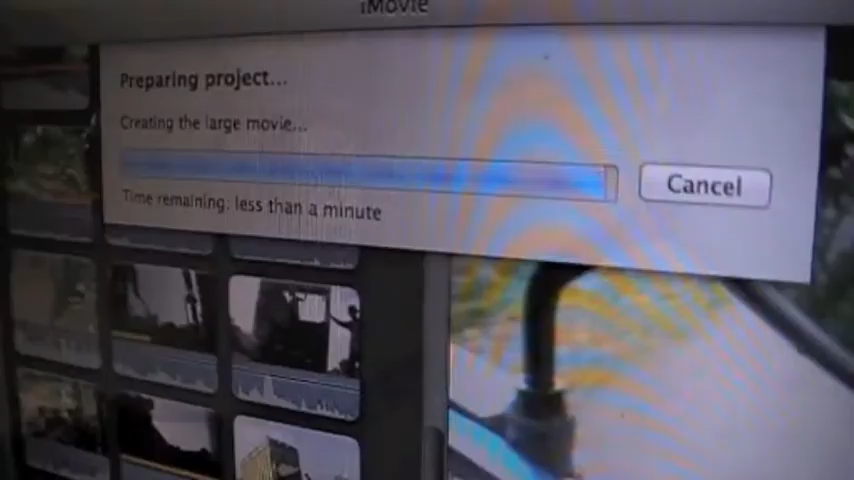 iMovie
Preparing project...
Creating the large movie...
Cancel
Time remaining: less than a minute